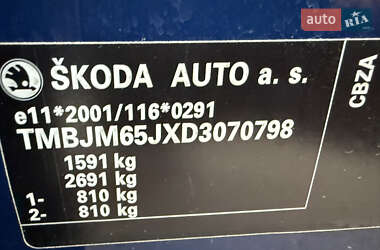 auto RIA
ŠKODA AUTO a. s.
e11*2001/116*0291
TMBJM65JXD3070798
1591 kg
2691 kg
1- 810 kg
2- 810 kg
CBZA